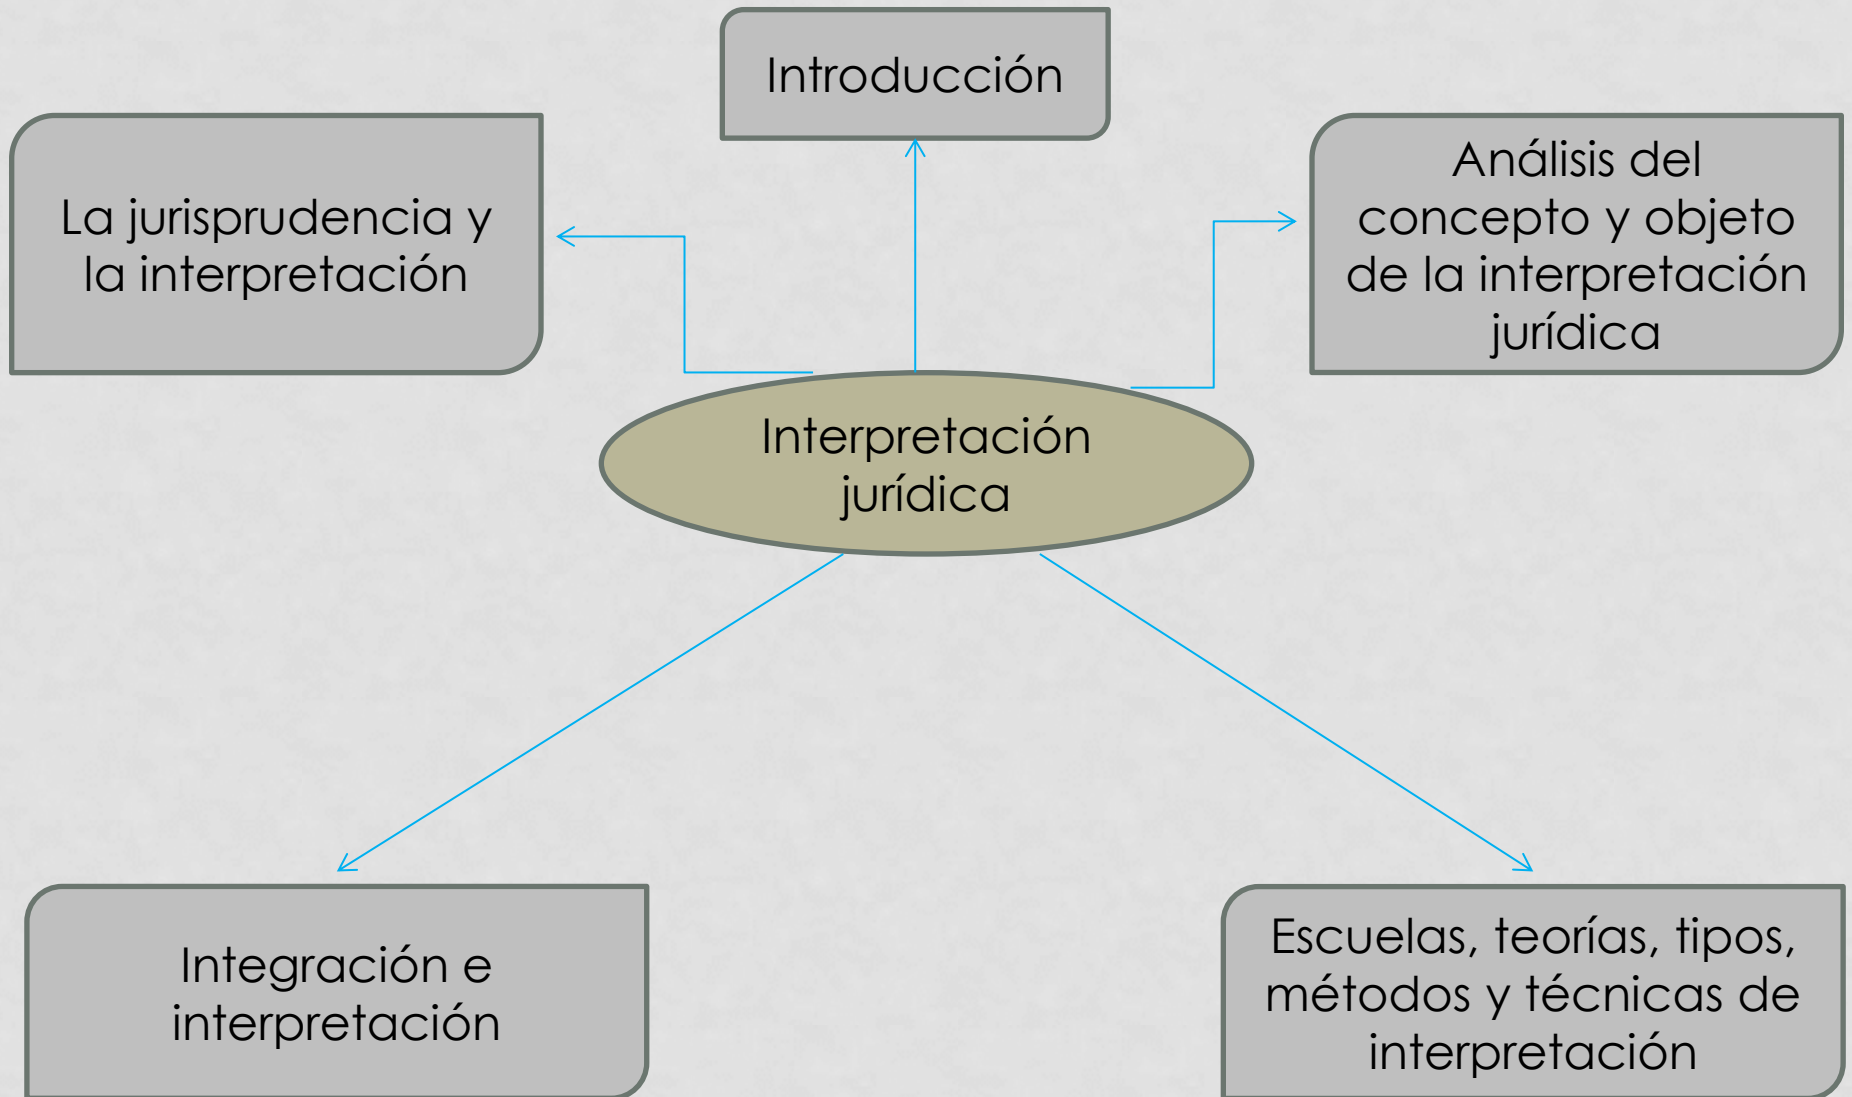 Introducción
La jurisprudencia y
la interpretación
Análisis del
concepto y objeto
de la interpretación
jurídica
Interpretación
jurídica
Integración e
interpretación
Escuelas, teorías, tipos,
métodos y técnicas de
interpretación